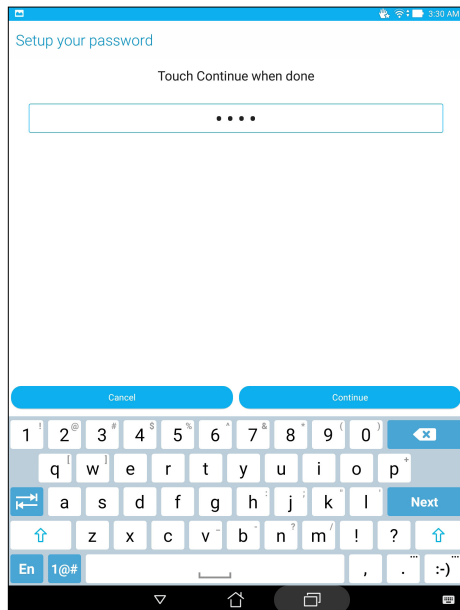 3:30 AM
Setup your password
Touch Continue when done
••••
Cancel Continue
1 ! 2 @ 3 # 4 $ 5 % 6 ^ 7 & 8 * 9 ( 0 )
q [ w ] e r t y u i o p +
a s d f g h : j ; k " l ' Next
z x c v - b - n ? m / ! ?
En 1@# , . ... :-) ...